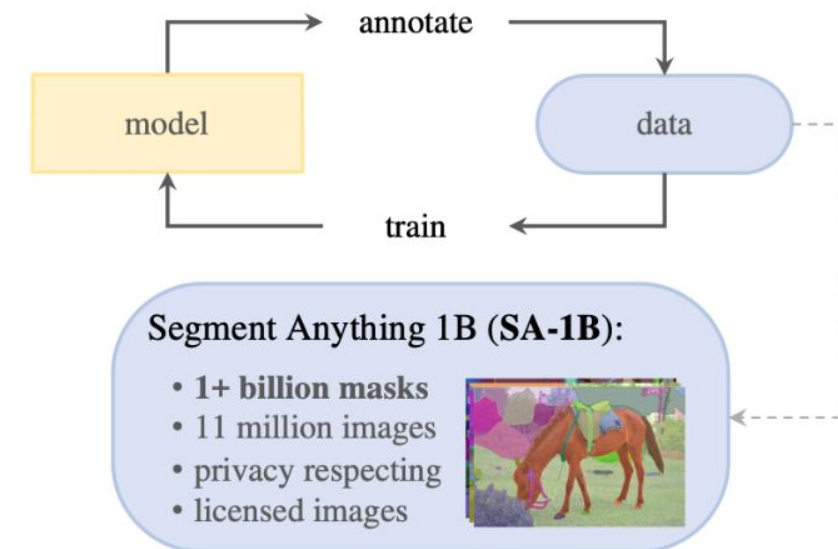 annotate
model
data
train
Segment Anything 1B (SA-1B):
• 1+ billion masks
• 11 million images
• privacy respecting
• licensed images